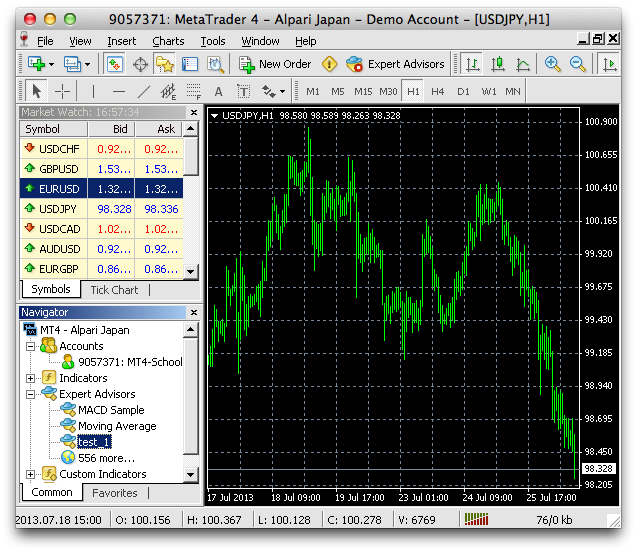 9057371: MetaTrader 4 - Alpari Japan - Demo Account - [USDJPY,H1]
File View Insert Charts Tools Window Help
New Order Expert Advisors
A T M1 M5 M15 M30 H1 H4 D1 W1 MN
Market Watch: 16:57:34
Symbol Bid Ask
USDCHF 0.92... 0.92...
GBPUSD 1.53... 1.53...
EURUSD 1.32... 1.32...
USDJPY 98.328 98.336
USDCAD 1.02... 1.02...
AUDUSD 0.92... 0.92...
EURGBP 0.86... 0.86...
Symbols Tick Chart
Navigator
MT4 - Alpari Japan
Accounts
9057371: MT4-School
Indicators
Expert Advisors
MACD Sample
Moving Average
test_1
556 more...
Custom Indicators
Common Favorites
USDJPY,H1 98.580 98.589 98.263 98.328
100.900
100.655
100.410
100.165
99.920
99.675
99.430
99.185
98.940
98.695
98.450
98.328
98.205
17 Jul 2013 18 Jul 09:00 19 Jul 17:00 23 Jul 01:00 24 Jul 09:00 25 Jul 17:00
2013.07.18 15:00 O: 100.156 H: 100.367 L: 100.128 C: 100.278 V: 6769 76/0 kb